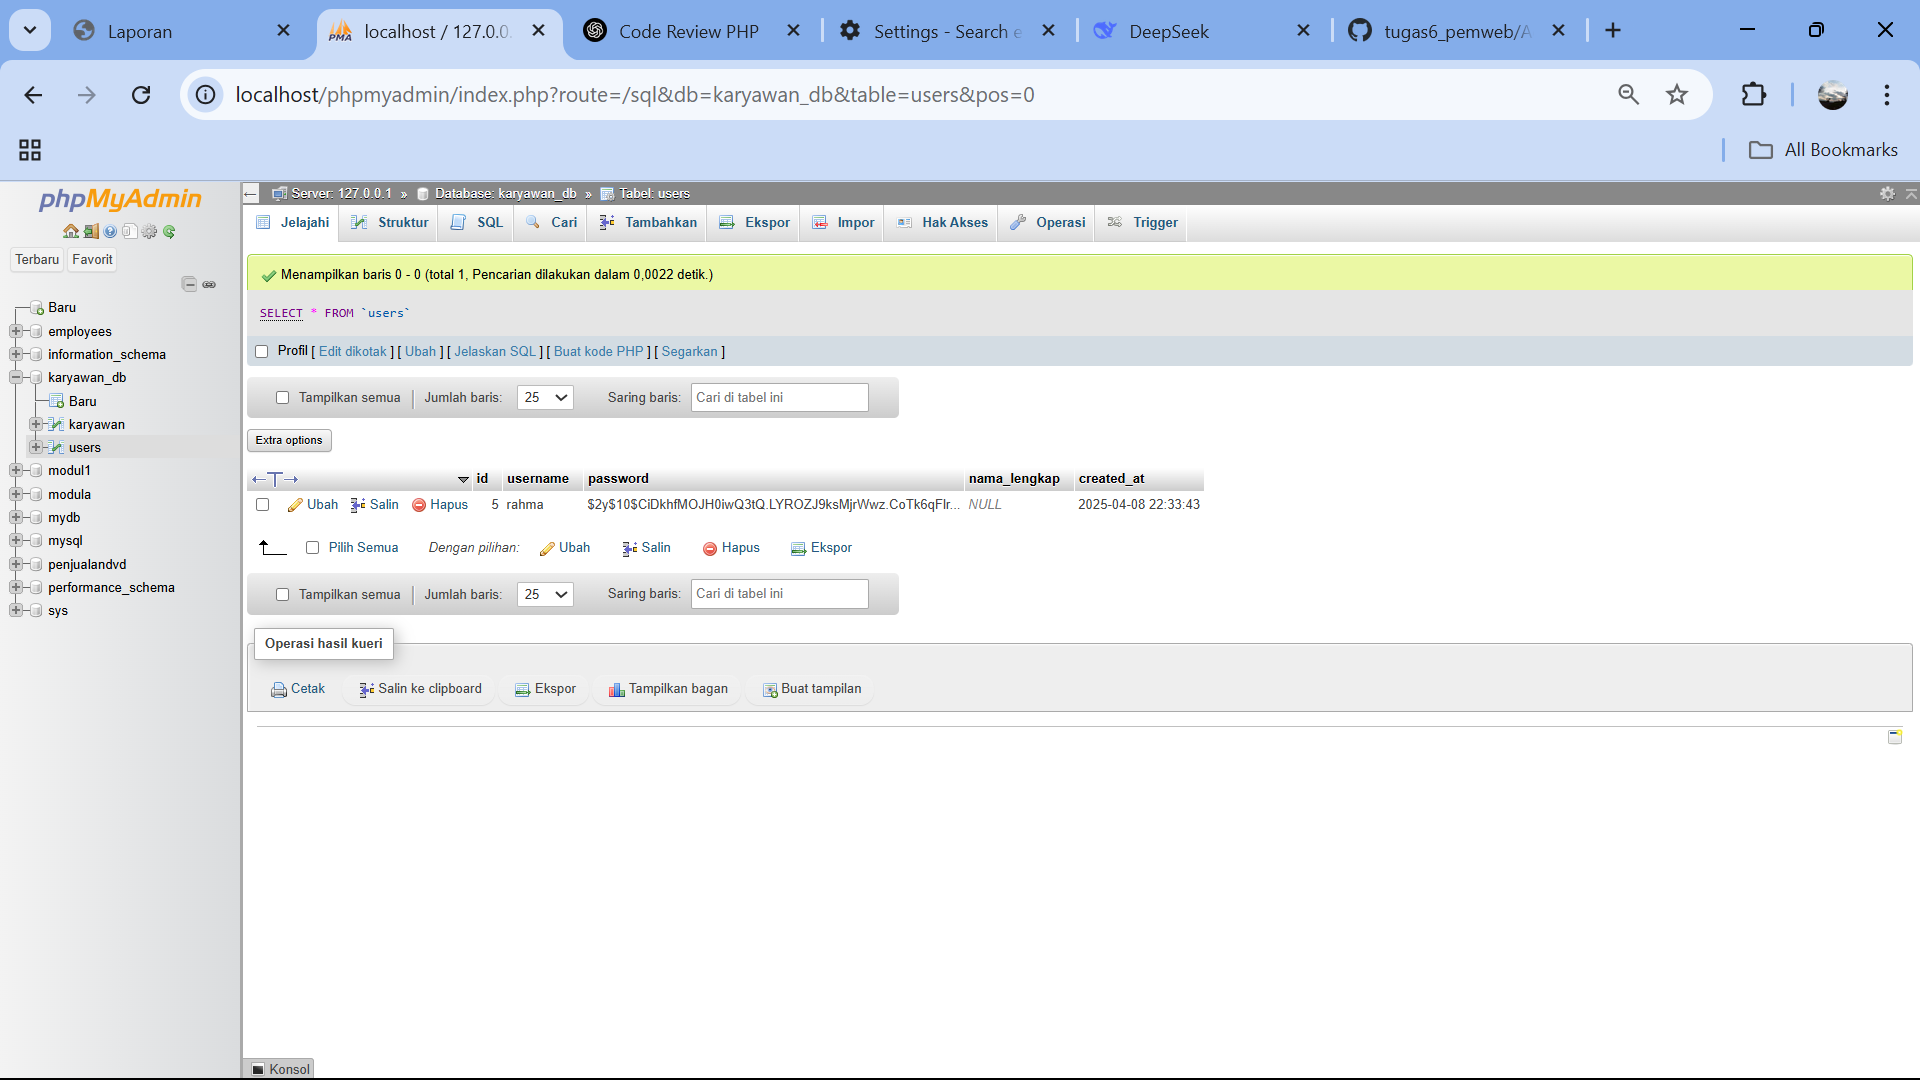 Laporan
localhost / 127.0.0.
Code Review PHP
Settings - Search e
DeepSeek
tugas6_pemweb/A
localhost/phpmyadmin/index.php?route=/sql&db=karyawan_db&table=users&pos=0
All Bookmarks
phpMyAdmin
Terbaru Favorit
Baru
employees
information_schema
karyawan_db
Baru
karyawan
users
modul1
modula
mydb
mysql
penjualandvd
performance_schema
sys
Server: 127.0.0.1 » Database: karyawan_db » Tabel: users
Jelajahi Struktur SQL Cari Tambahkan Ekspor Impor Hak Akses Operasi Trigger
Menampilkan baris 0 - 0 (total 1, Pencarian dilakukan dalam 0,0022 detik.)
SELECT * FROM `users`
Profil [ Edit dikotak ] [ Ubah ] [ Jelaskan SQL ] [ Buat kode PHP ] [ Segarkan ]
Tampilkan semua Jumlah baris: 25 Saring baris: Cari di tabel ini
Extra options
←T→ id username password nama_lengkap created_at
Ubah Salin Hapus 5 rahma $2y$10$CiDkhfMOJH0iwQ3tQ.LYROZJ9ksMjrWwz.CoTk6qFIr... NULL 2025-04-08 22:33:43
Pilih Semua Dengan pilihan: Ubah Salin Hapus Ekspor
Tampilkan semua Jumlah baris: 25 Saring baris: Cari di tabel ini
Operasi hasil kueri
Cetak Salin ke clipboard Ekspor Tampilkan bagan Buat tampilan
Konsol